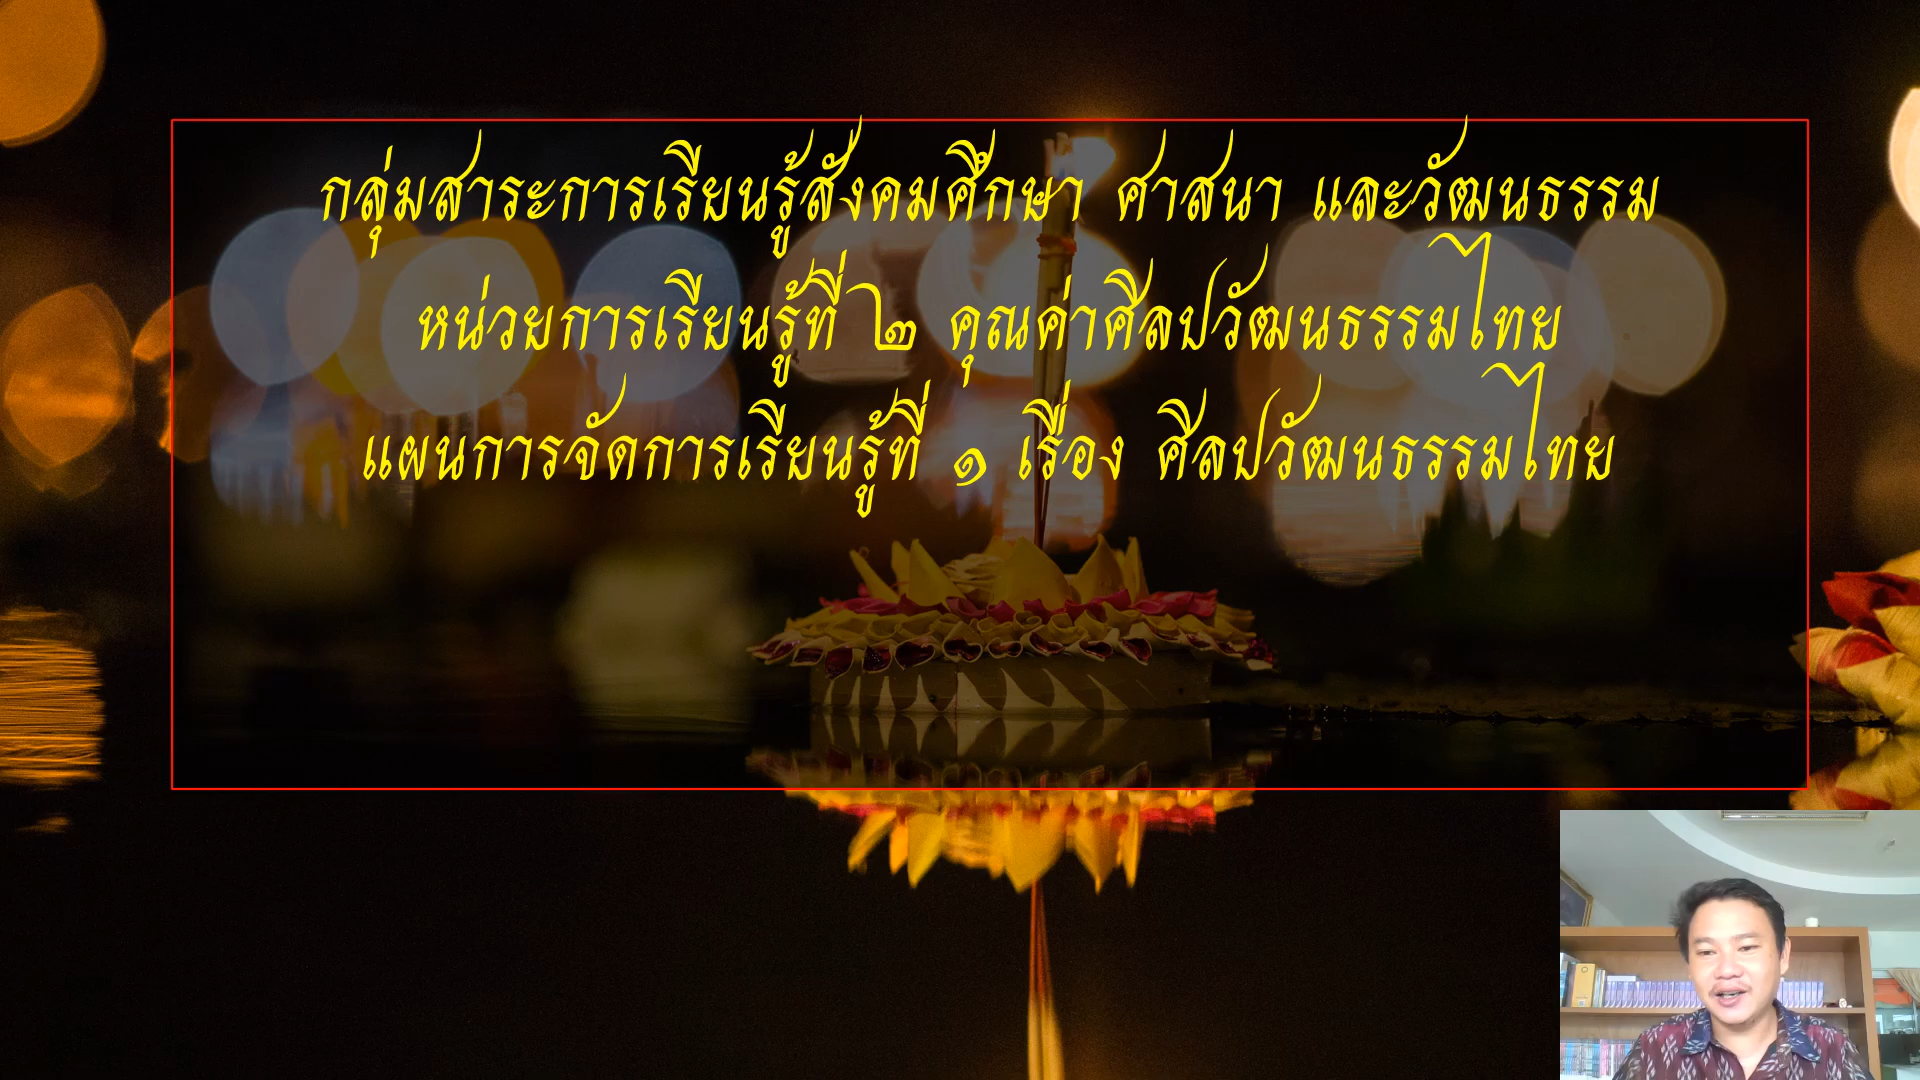 กลุ่มสาระการเรียนรู้สังคมศึกษา ศาสนา และวัฒนธรรม
หน่วยการเรียนรู้ที่ ๒ คุณค่าศิลปวัฒนธรรมไทย
แผนการจัดการเรียนรู้ที่ ๑ เรื่อง ศิลปวัฒนธรรมไทย